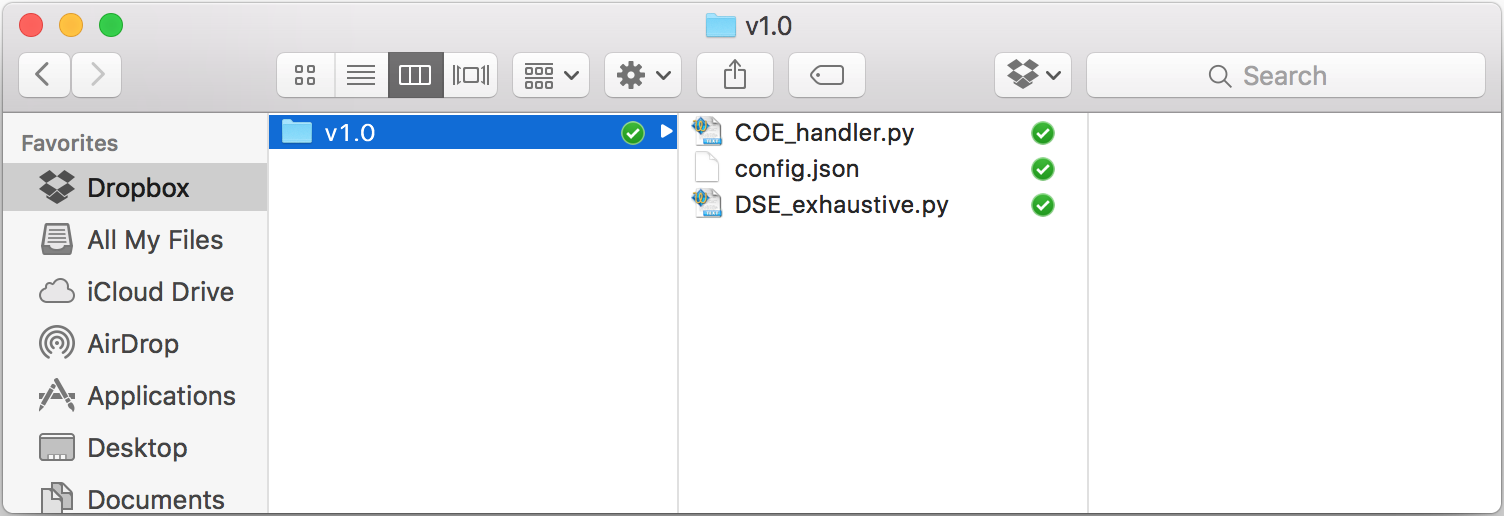 v1.0
Search
Favorites
Dropbox
All My Files
iCloud Drive
AirDrop
Applications
Desktop
Documents
v1.0
COE_handler.py
config.json
DSE_exhaustive.py